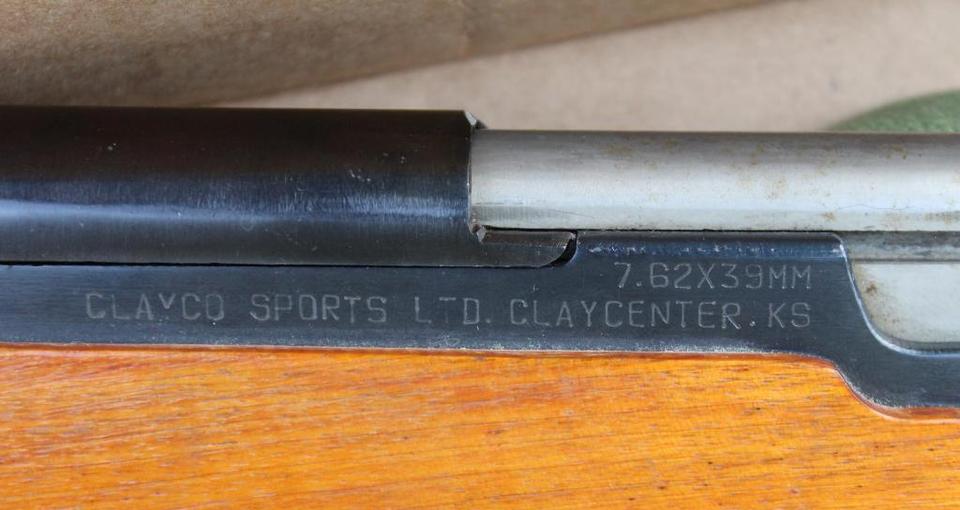 7.62X39MM
CLAYCO SPORTS LTD. CLAYCENTER.KS